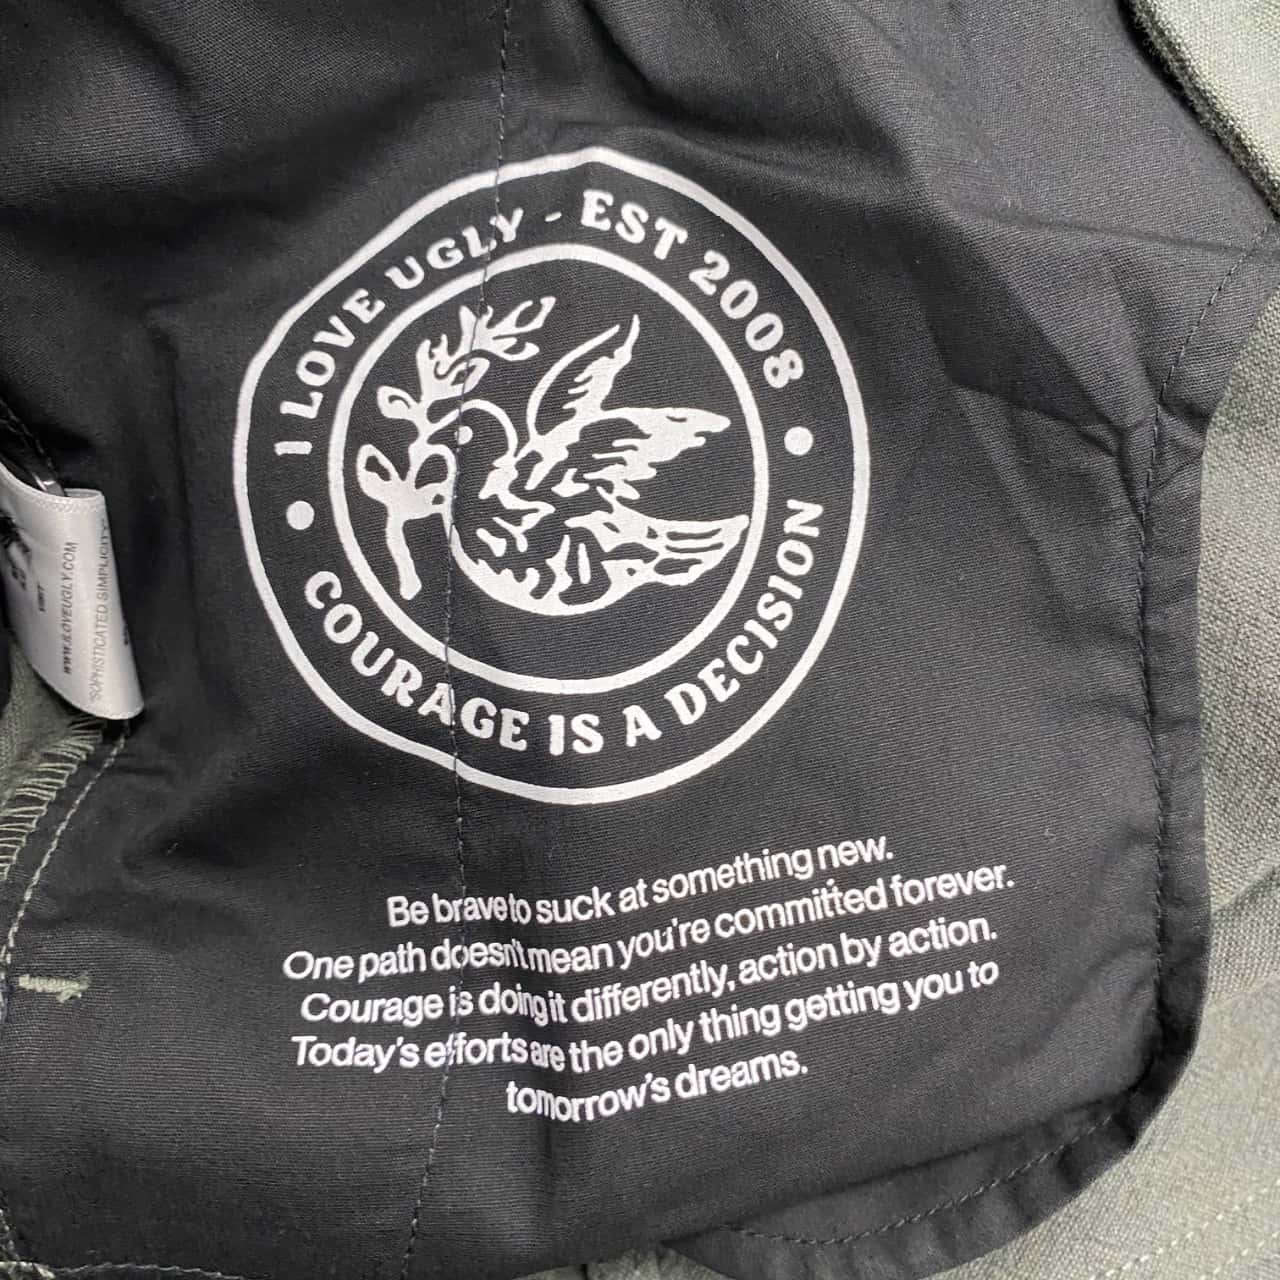 I LOVE UGLY - EST 2008
COURAGE IS A DECISION
Be brave to suck at something new.
One path doesn't mean you're committed forever.
Courage is doing it differently, action by action.
Today's efforts are the only thing getting you to
tomorrow's dreams.
VISIT
WWW.ILOVEUGLY.COM
"SOPHISTICATED SIMPLICITY